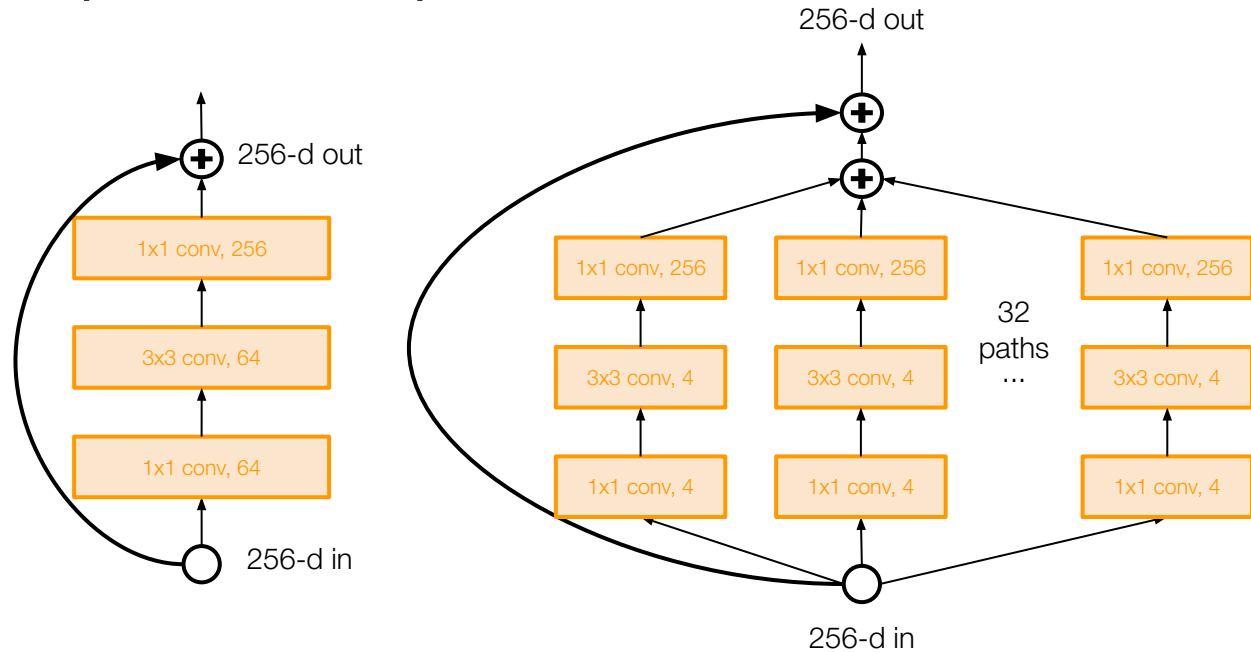 256-d out
1x1 conv, 256
3x3 conv, 64
1x1 conv, 64
256-d in
256-d out
1x1 conv, 256
1x1 conv, 256
1x1 conv, 256
32
paths
...
3x3 conv, 4
3x3 conv, 4
3x3 conv, 4
1x1 conv, 4
1x1 conv, 4
1x1 conv, 4
256-d in